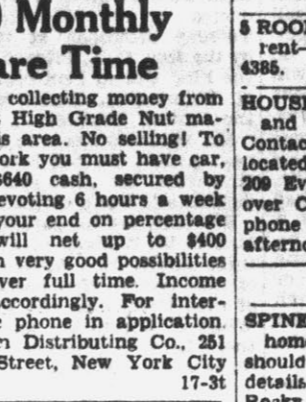 Monthly
are Time
collecting money from
High Grade Nut ma-
s area. No selling! To
ork you must have car,
$640 cash, secured by
evoting 6 hours a week
your end on percentage
will net up to $400
very good possibilities
ver full time. Income
ccordingly. For inter-
phone in application.
n Distributing Co., 251
Street, New York City
17-3t
5 ROO
rent—
4385.
HOUS
and
Contac
located
209 E
over C
phone
afterno
SPINE
hom
should
details